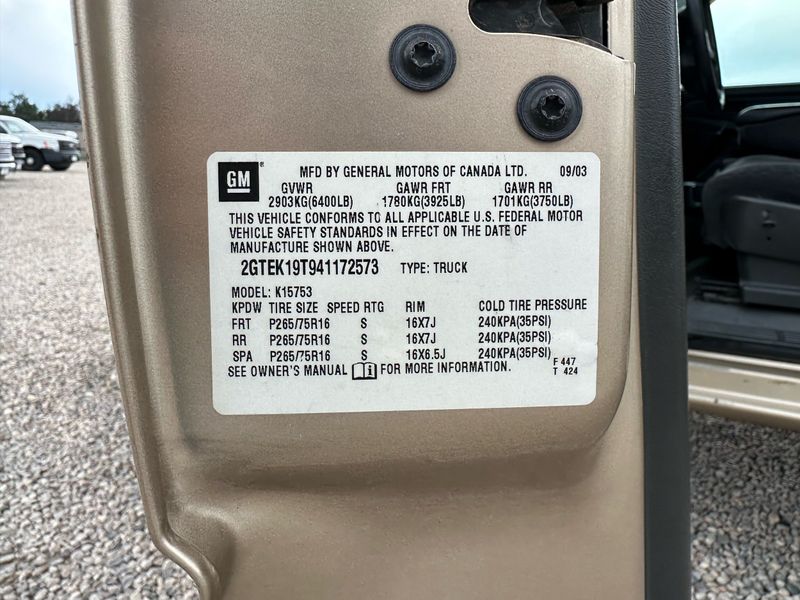 GM ® MFD BY GENERAL MOTORS OF CANADA LTD. 09/03
GVWR GAWR FRT GAWR RR
2903KG(6400LB) 1780KG(3925LB) 1701KG(3750LB)
THIS VEHICLE CONFORMS TO ALL APPLICABLE U.S. FEDERAL MOTOR
VEHICLE SAFETY STANDARDS IN EFFECT ON THE DATE OF
MANUFACTURE SHOWN ABOVE.
2GTEK19T941172573 TYPE: TRUCK
MODEL: K15753
KPDW TIRE SIZE SPEED RTG RIM COLD TIRE PRESSURE
FRT P265/75R16 S 16X7J 240KPA(35PSI)
RR P265/75R16 S 16X7J 240KPA(35PSI)
SPA P265/75R16 S 16X6.5J 240KPA(35PSI)
SEE OWNER'S MANUAL FOR MORE INFORMATION. F 447
T 424